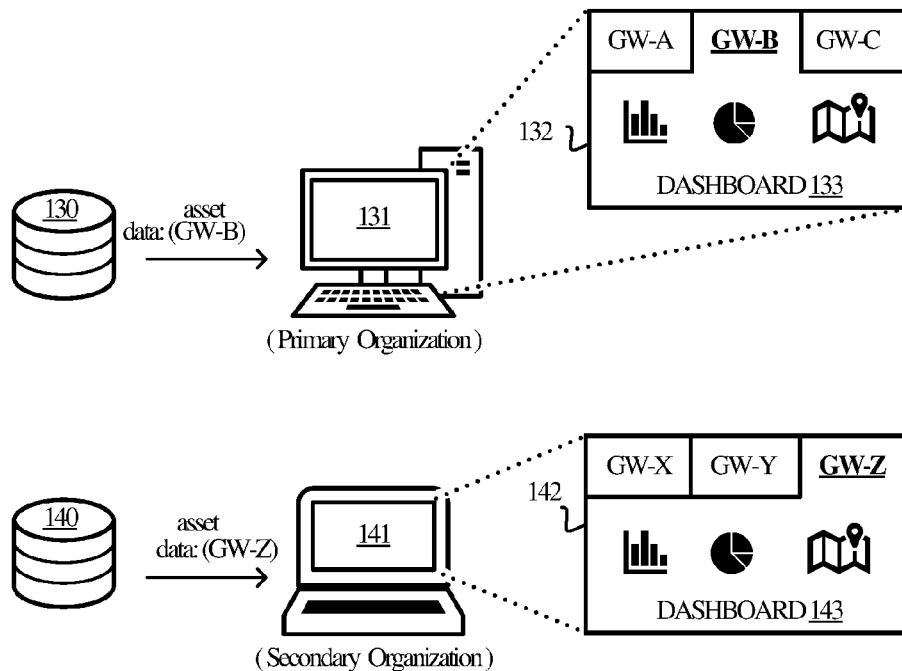 GW-A GW-B GW-C
132
DASHBOARD 133
130
asset
data: (GW-B)
131
( Primary Organization )
GW-X GW-Y GW-Z
142
DASHBOARD 143
140
asset
data: (GW-Z)
141
( Secondary Organization )